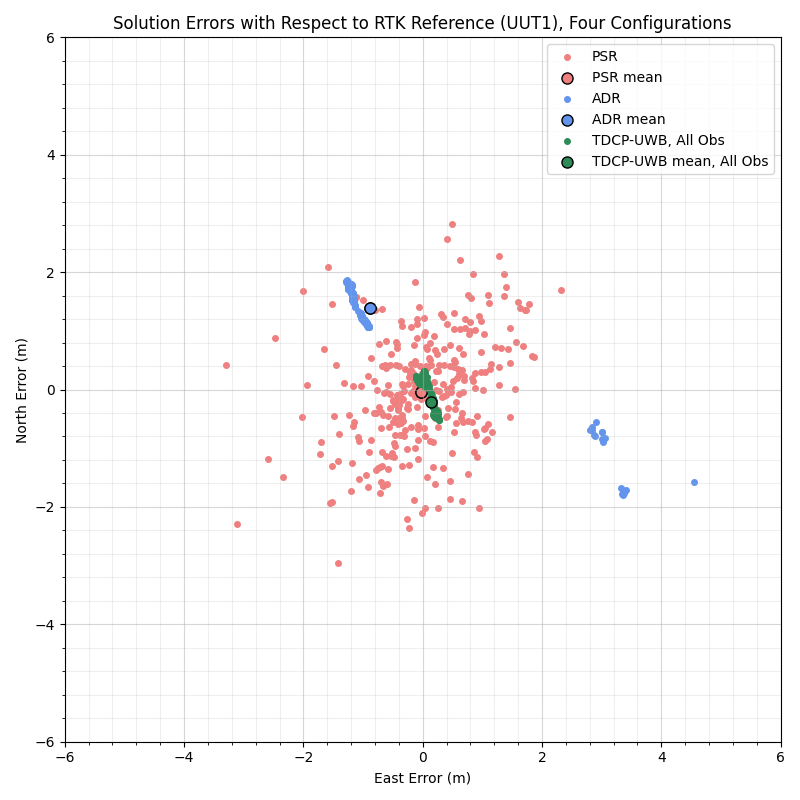 Solution Errors with Respect to RTK Reference (UUT1), Four Configurations
6
4
2
0
−2
−4
−6
North Error (m)
PSR
PSR mean
ADR
ADR mean
TDCP-UWB, All Obs
TDCP-UWB mean, All Obs
−6 −4 −2 0 2 4 6
East Error (m)